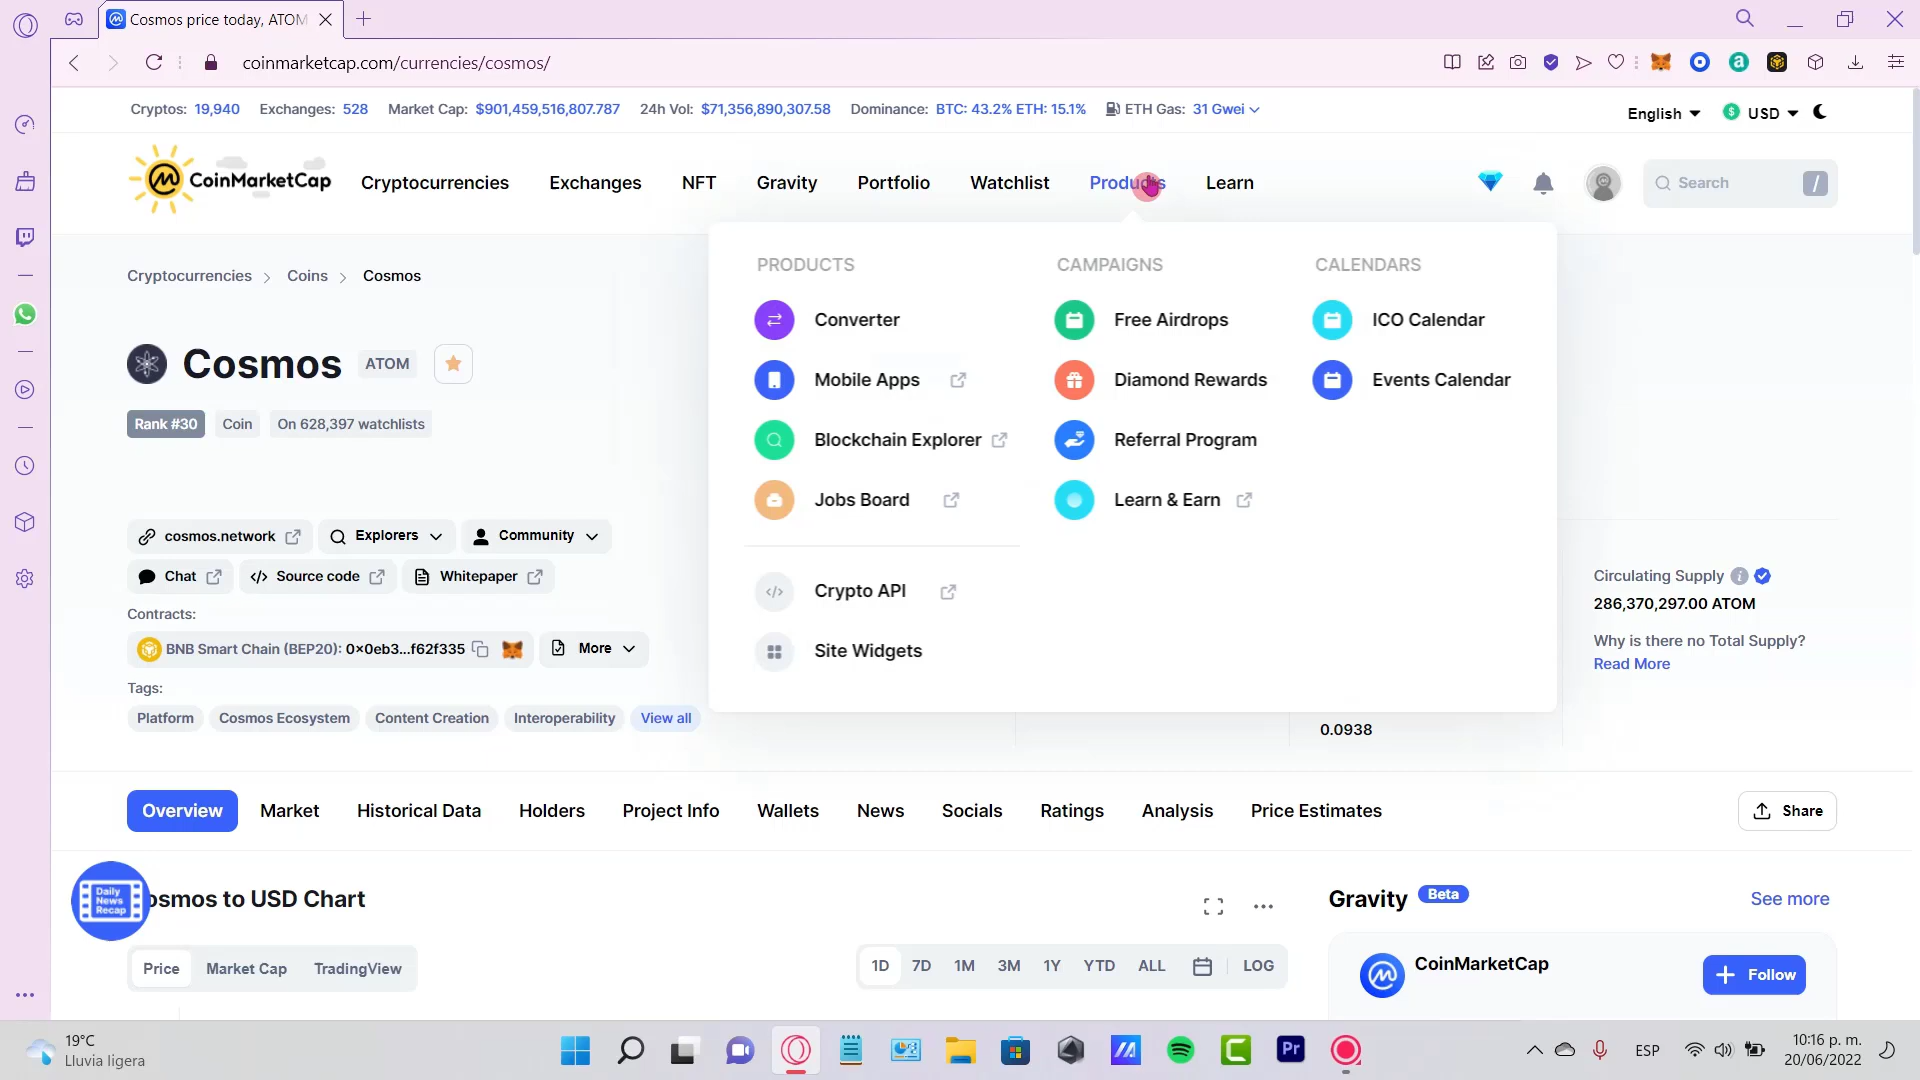 Cosmos price today, ATOM
coinmarketcap.com/currencies/cosmos/
Cryptos: 19,940 Exchanges: 528 Market Cap: $901,459,516,807.787 24h Vol: $71,356,890,307.58 Dominance: BTC: 43.2% ETH: 15.1% ETH Gas: 31 Gwei
English USD
CoinMarketCap Cryptocurrencies Exchanges NFT Gravity Portfolio Watchlist Products Learn Search /
Cryptocurrencies Coins Cosmos
PRODUCTS CAMPAIGNS CALENDARS
Converter Free Airdrops ICO Calendar
Cosmos ATOM
Mobile Apps Diamond Rewards Events Calendar
Rank #30 Coin On 628,397 watchlists
Blockchain Explorer Referral Program
Jobs Board Learn & Earn
cosmos.network Explorers Community
Chat Source code Whitepaper
Crypto API
Circulating Supply
286,370,297.00 ATOM
Contracts:
BNB Smart Chain (BEP20): 0x0eb3...f62f335 More
Site Widgets
Why is there no Total Supply?
Read More
Tags:
Platform Cosmos Ecosystem Content Creation Interoperability View all
0.0938
Overview Market Historical Data Holders Project Info Wallets News Socials Ratings Analysis Price Estimates Share
Daily
News
Recap
osmos to USD Chart
Gravity Beta See more
Price Market Cap TradingView
1D 7D 1M 3M 1Y YTD ALL LOG
CoinMarketCap
Follow
19°C
Lluvia ligera
Pr
ESP
10:16 p. m.
20/06/2022